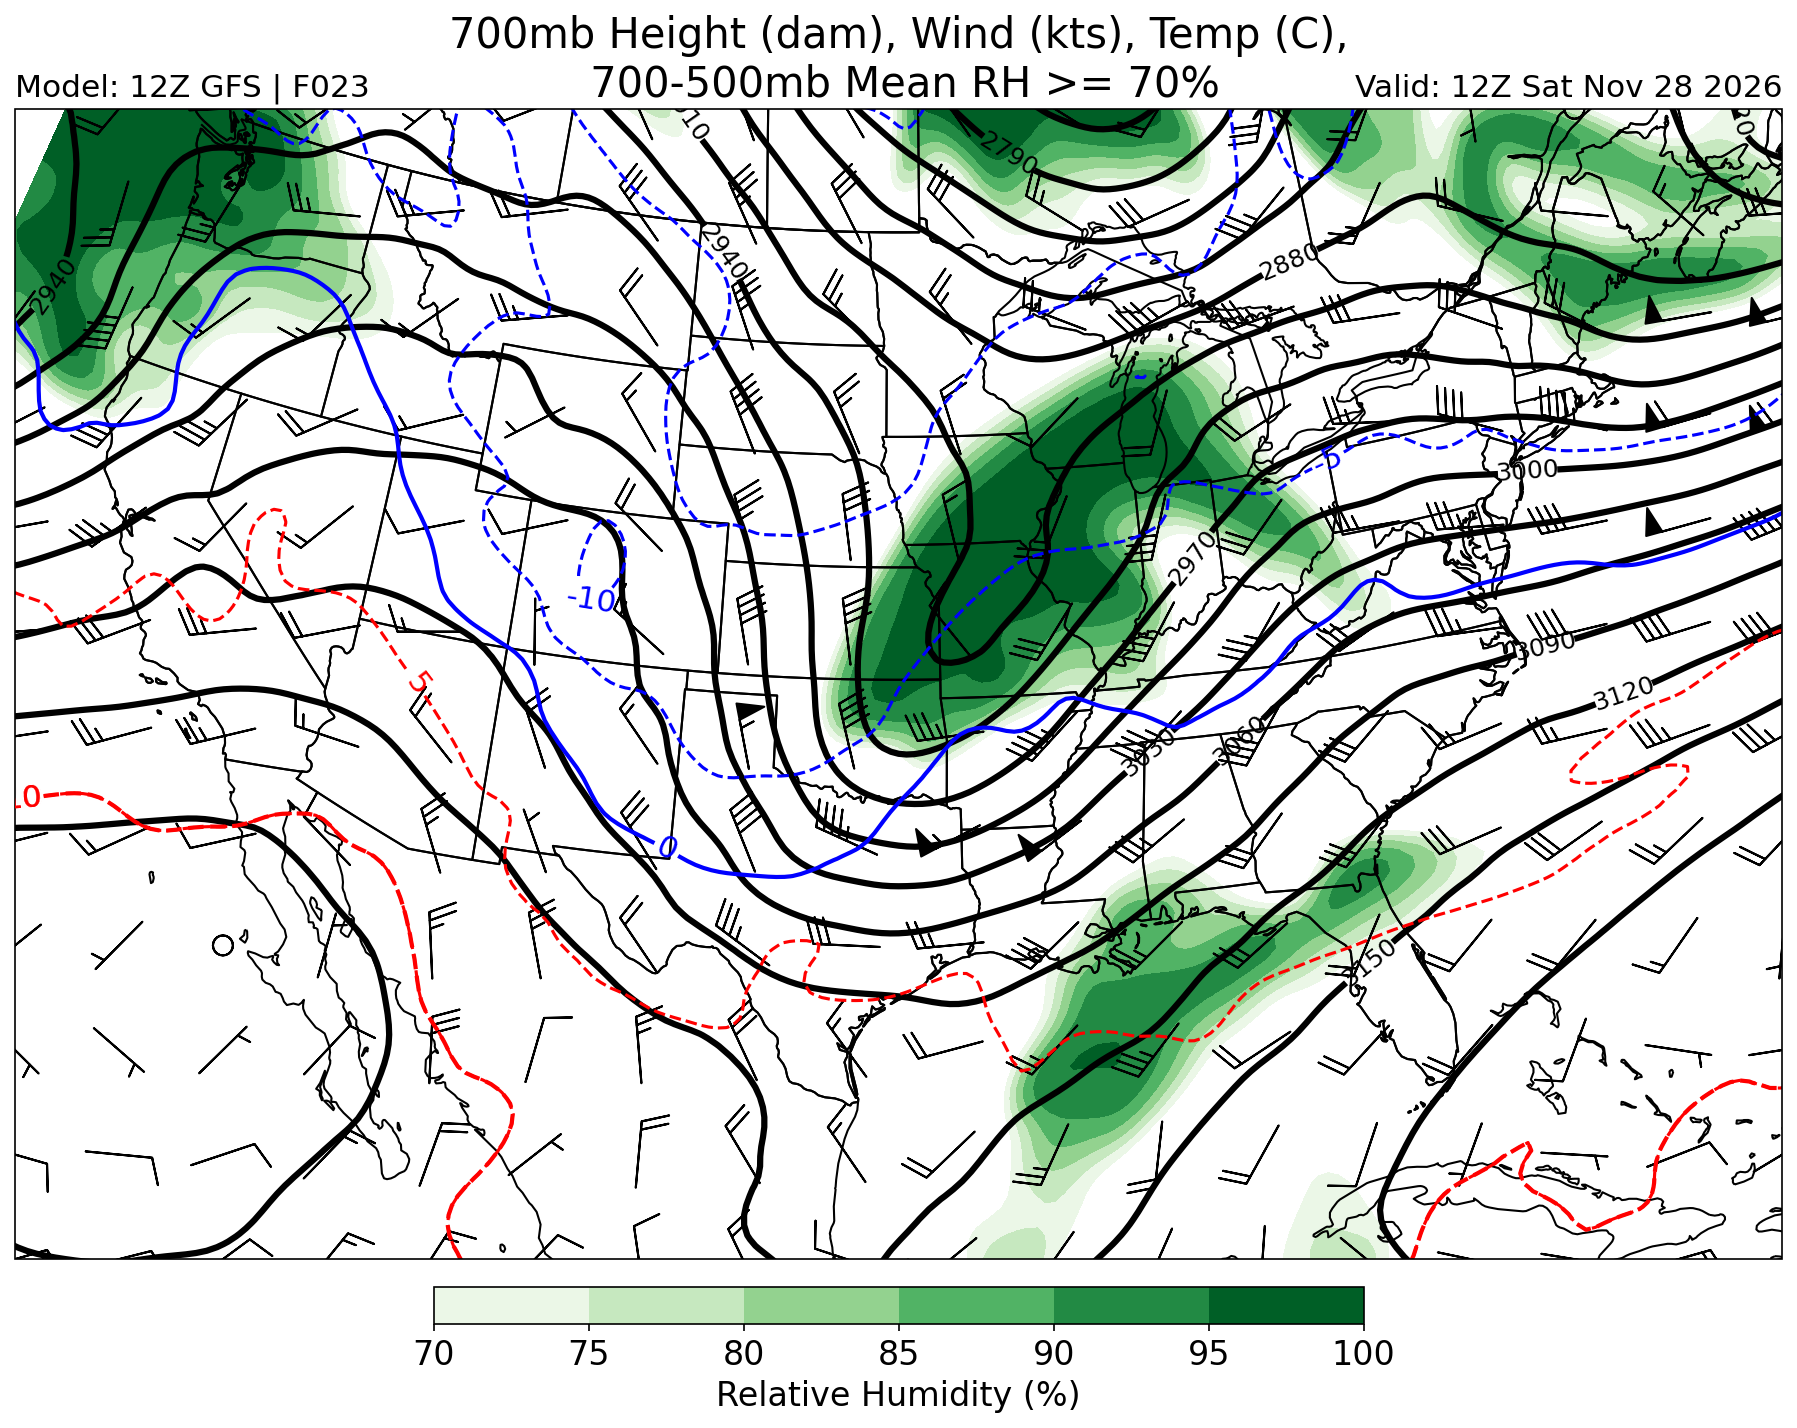 700mb Height (dam), Wind (kts), Temp (C),
700-500mb Mean RH >= 70%
Model: 12Z GFS | F023
Valid: 12Z Sat Nov 28 2026
2790
2940
2940
2880
-5
3000
2970
-10
5
3090
3120
3030
3060
0
3150
70 75 80 85 90 95 100
Relative Humidity (%)